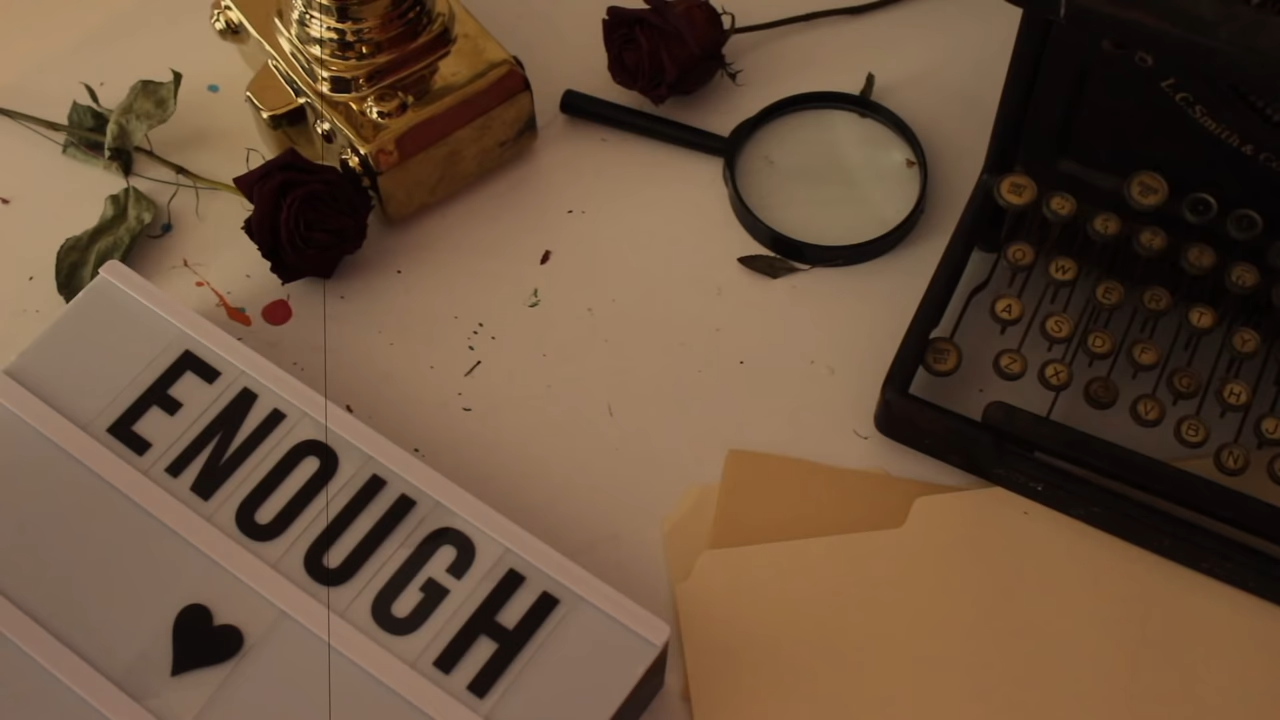 ENOUGH
♥
L.C. Smith &
Q W E R T Y
A S D F G H J
Z X C V B N